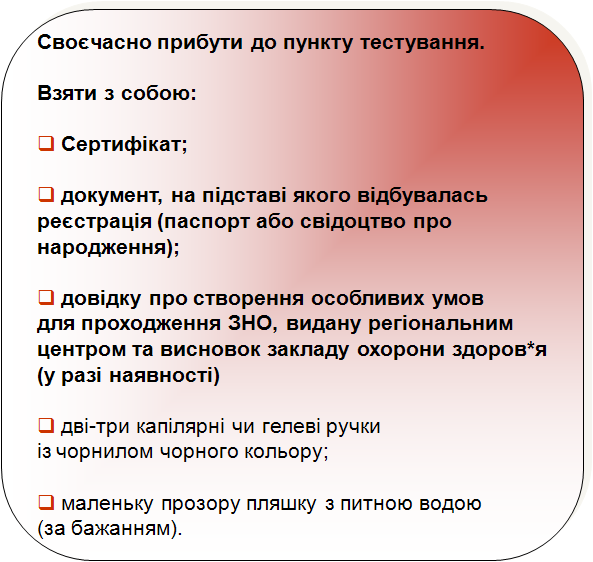 Своєчасно прибути до пункту тестування.
Взяти з собою:
❑ Сертифікат;
❑ документ, на підставі якого відбувалась
реєстрація (паспорт або свідоцтво про
народження);
❑ довідку про створення особливих умов
для проходження ЗНО, видану регіональним
центром та висновок закладу охорони здоров*я
(у разі наявності)
❑ дві-три капілярні чи гелеві ручки
із чорнилом чорного кольору;
❑ маленьку прозору пляшку з питною водою
(за бажанням).